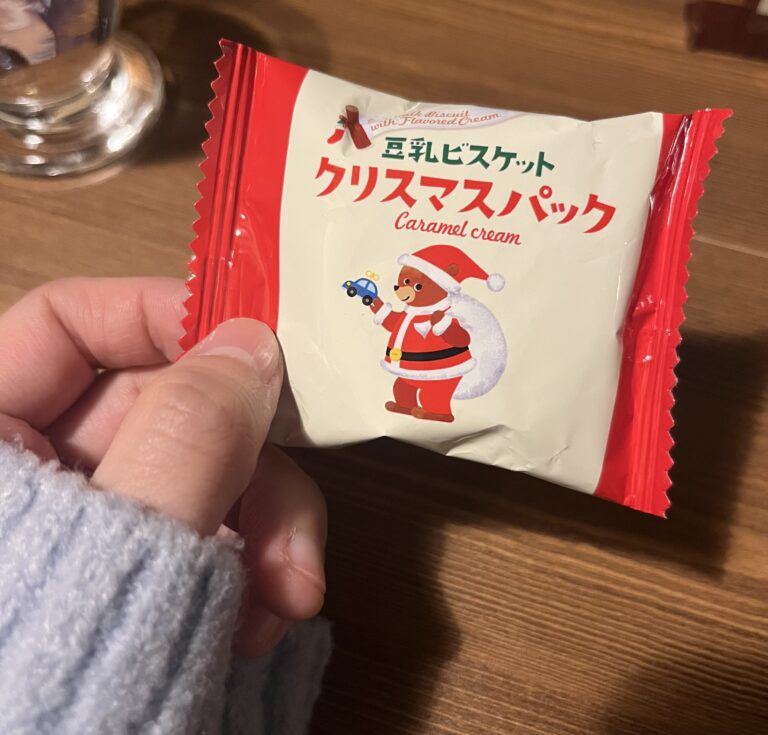 Biscuit
with Flavored Cream
豆乳ビスケット
クリスマスパック
Caramel cream